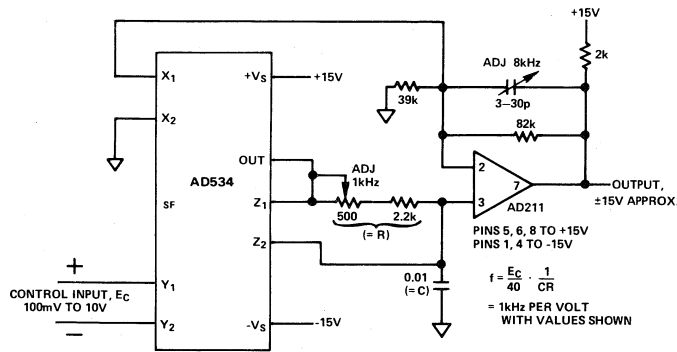 +15V
2k
ADJ 8kHz
39k
3–30p
82k
X1
X2
+VS
+15V
OUT
ADJ
1kHz
AD534
SF
Z1
500
2.2k
(= R)
Z2
2
3
7
AD211
OUTPUT,
±15V APPROX.
PINS 5, 6, 8 TO +15V
PINS 1, 4 TO -15V
+
CONTROL INPUT, EC
100mV TO 10V
–
Y1
Y2
-VS
-15V
0.01
(= C)
f = EC/40 · 1/CR
= 1kHz PER VOLT
WITH VALUES SHOWN